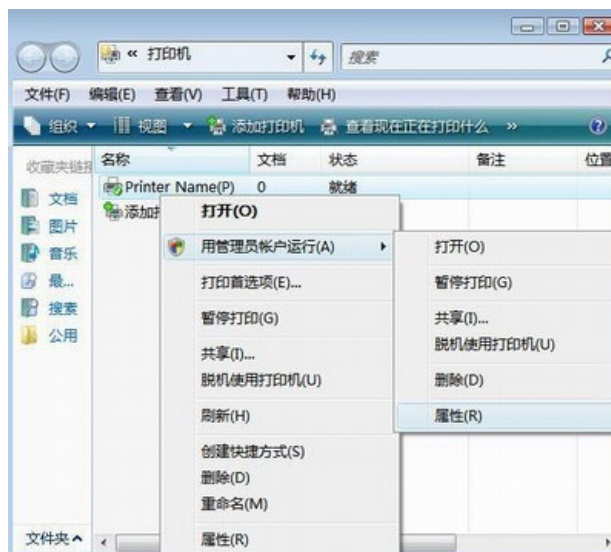 « 打印机
搜索
文件(F) 编辑(E) 查看(V) 工具(T) 帮助(H)
组织 视图 添加打印机 查看现在正在打印什么 »
收藏夹链接
文档
图片
音乐
最...
搜索
公用
文件夹
名称 文档 状态 备注 位置
Printer Name(P) 0 就绪
添加打
打开(O)
用管理员帐户运行(A)
打印首选项(E)...
暂停打印(G)
共享(I)...
脱机使用打印机(U)
刷新(H)
创建快捷方式(S)
删除(D)
重命名(M)
属性(R)
打开(O)
暂停打印(G)
共享(I)...
脱机使用打印机(U)
删除(D)
属性(R)